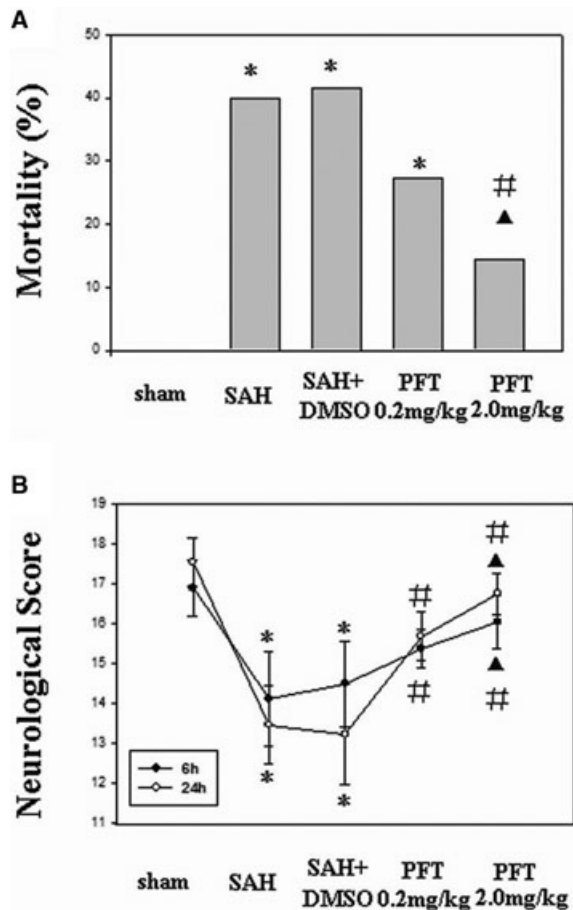 A
Mortality (%)
50
40
30
20
10
0
*
*
*
#
▲
sham
SAH
SAH+
DMSO
PFT
0.2mg/kg
PFT
2.0mg/kg
B
Neurological Score
19
18
17
16
15
14
13
12
11
*
*
#
#
▲
*
*
#
▲
#
6h
24h
sham
SAH
SAH+
DMSO
PFT
0.2mg/kg
PFT
2.0mg/kg